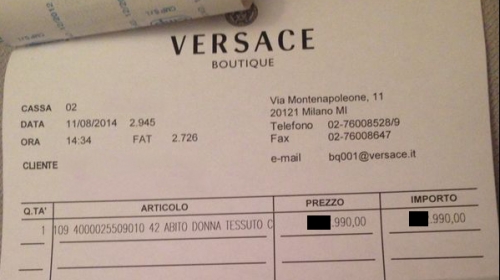 VERSACE
BOUTIQUE
CASSA 02
DATA 11/08/2014 2.945
ORA 14:34 FAT 2.726
CLIENTE
Via Montenapoleone, 11
20121 Milano MI
Telefono 02-76008528/9
Fax 02-76008647
e-mail bq001@versace.it
Q.TA' ARTICOLO PREZZO IMPORTO
1 109 4000025509010 42 ABITO DONNA TESSUTO C .990,00 .990,00